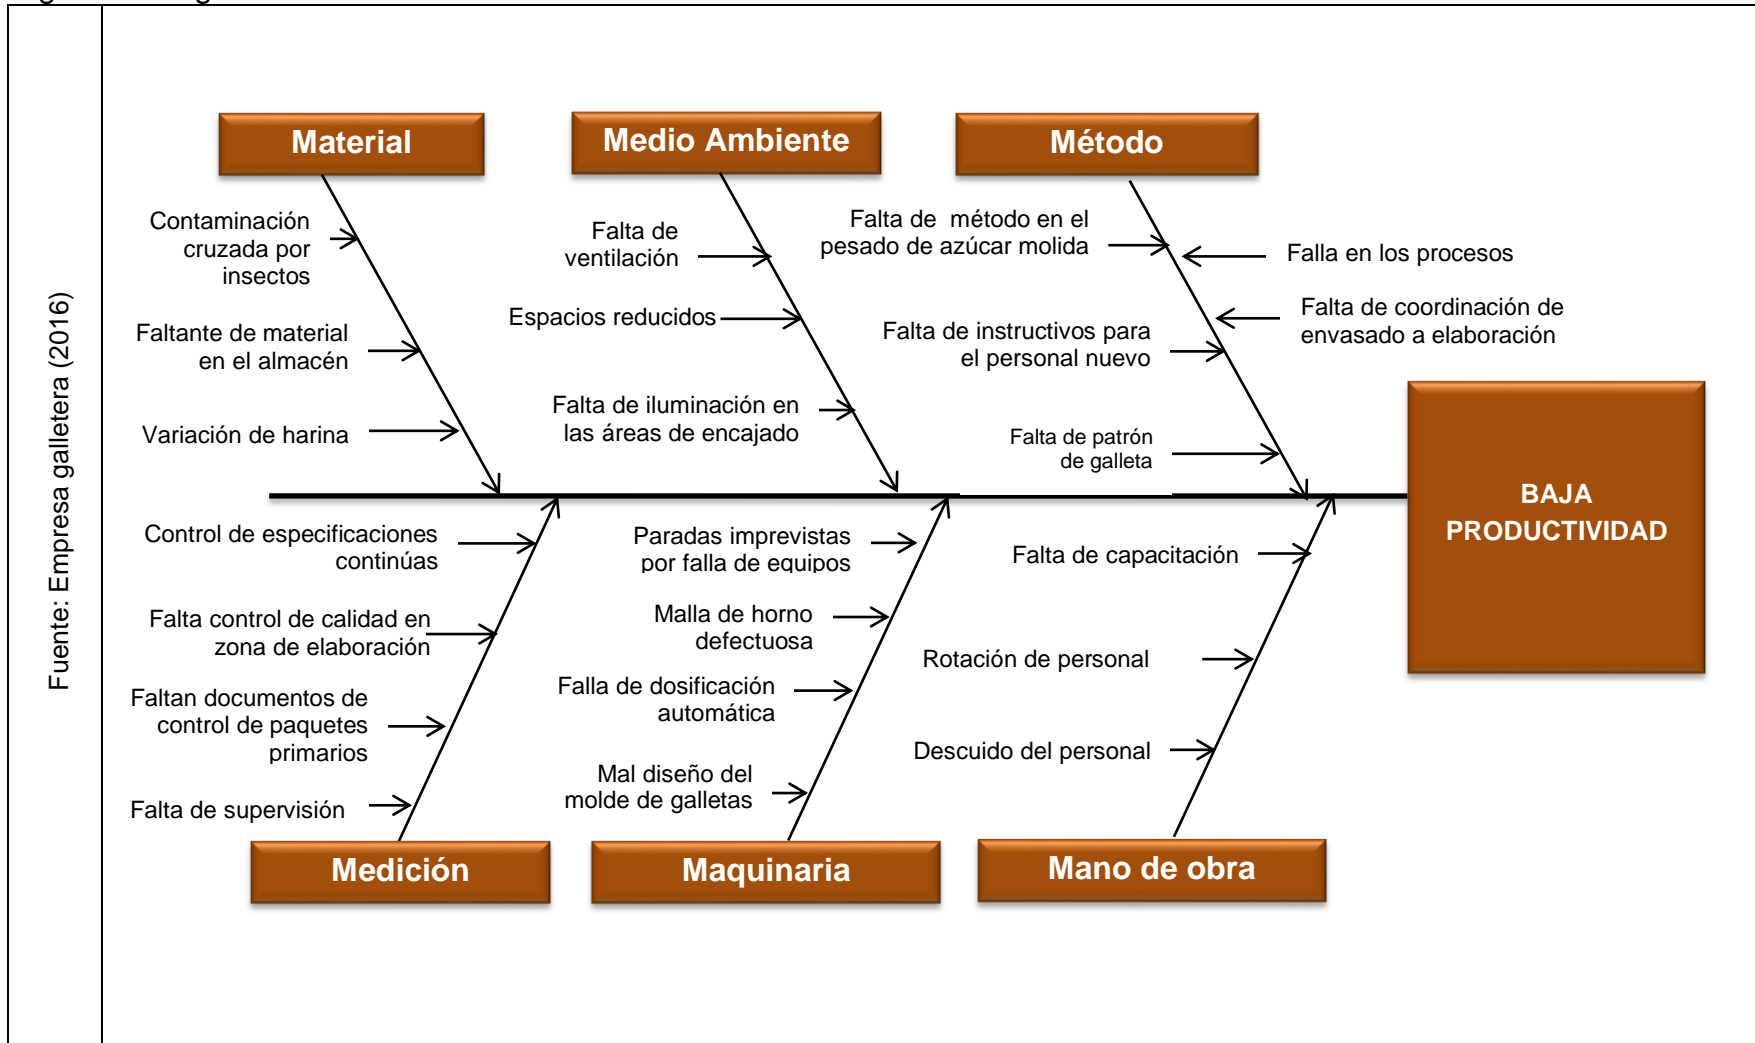 Fuente: Empresa galletera (2016)
Material
Medio Ambiente
Método
Contaminación
cruzada por
insectos
Faltante de material
en el almacén
Variación de harina
Falta de
ventilación
Espacios reducidos
Falta de iluminación en
las áreas de encajado
Falta de método en el
pesado de azúcar molida
Falta de instructivos para
el personal nuevo
Falta de patrón
de galleta
Falla en los procesos
Falta de coordinación de
envasado a elaboración
BAJA
PRODUCTIVIDAD
Control de especificaciones
continúas
Falta control de calidad en
zona de elaboración
Faltan documentos de
control de paquetes
primarios
Falta de supervisión
Paradas imprevistas
por falla de equipos
Malla de horno
defectuosa
Falla de dosificación
automática
Mal diseño del
molde de galletas
Falta de capacitación
Rotación de personal
Descuido del personal
Medición
Maquinaria
Mano de obra